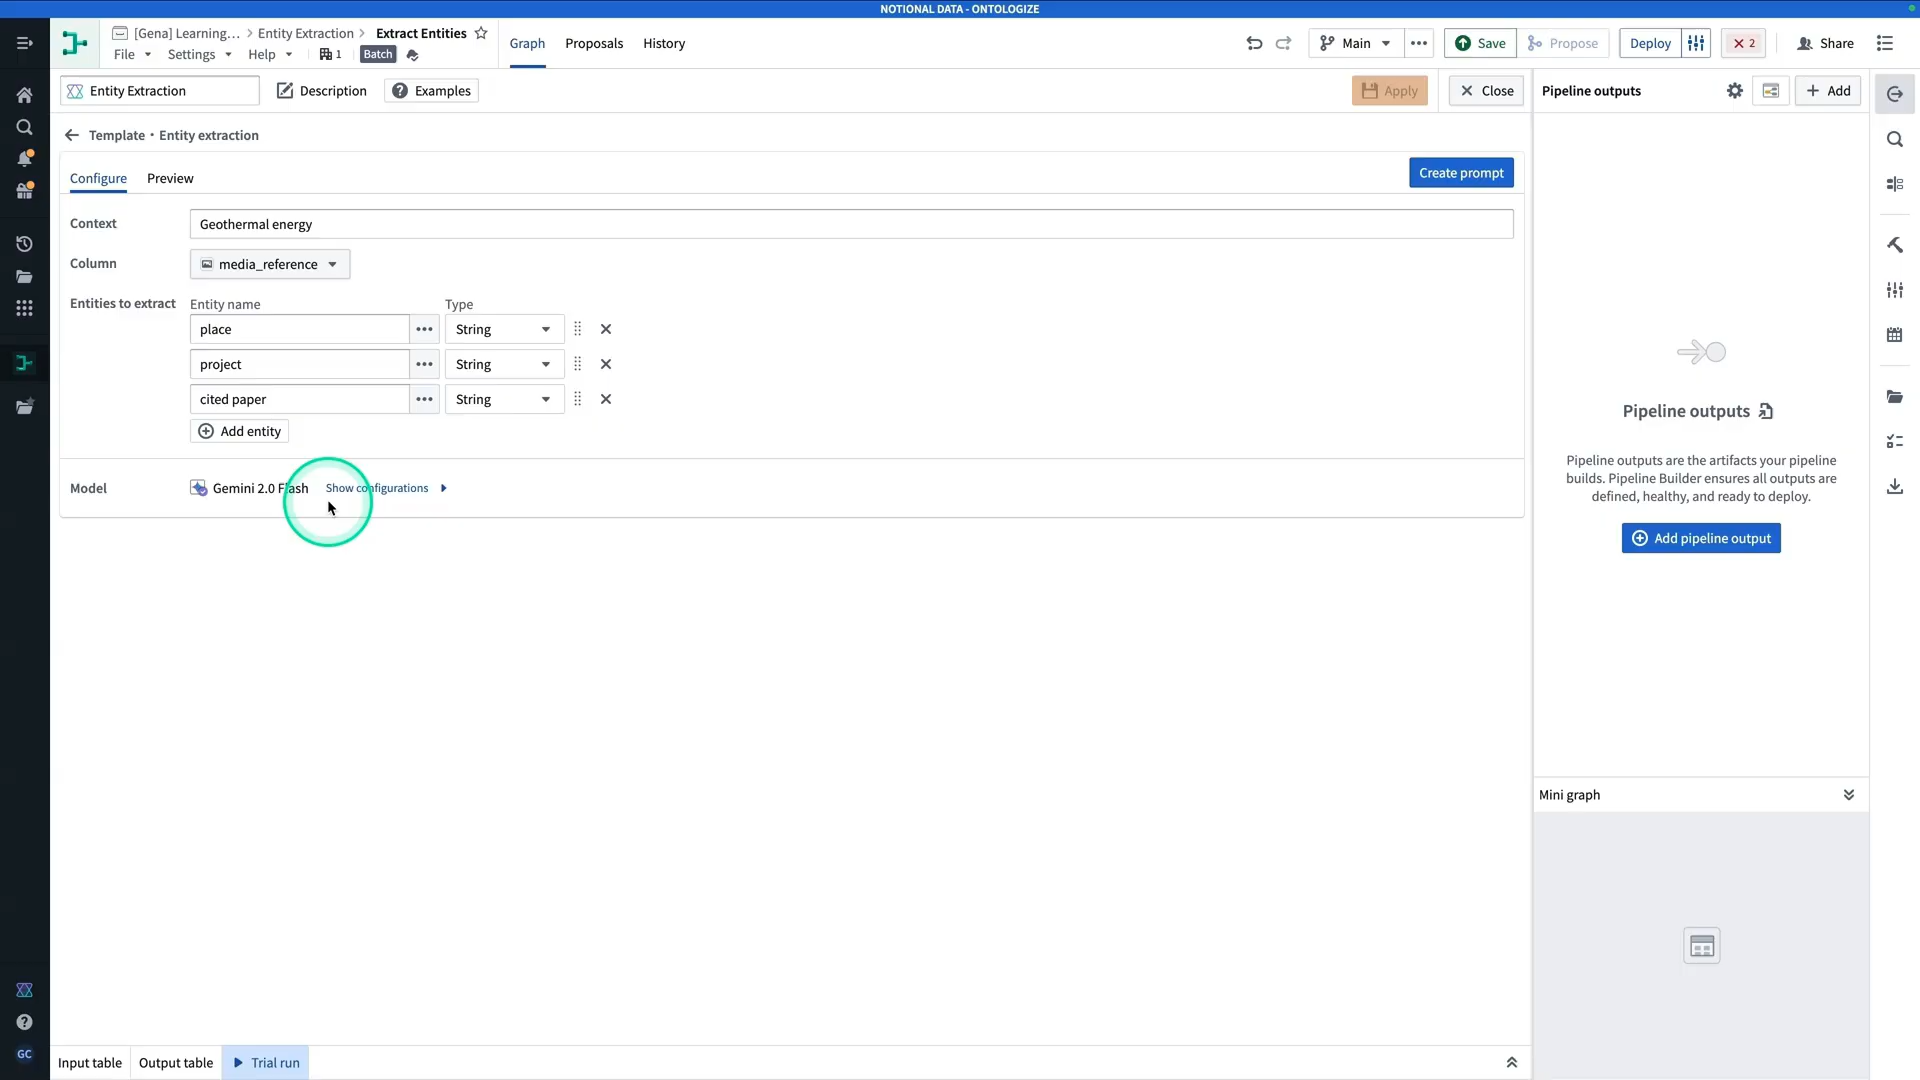 NOTIONAL DATA - ONTOLOGIZE
[Gena] Learning... > Entity Extraction > Extract Entities
File Settings Help 1 Batch
Graph Proposals History
Main
Save
Propose
Deploy
2
Share
Entity Extraction
Description
Examples
Apply
Close
Pipeline outputs
Add
Template • Entity extraction
Configure Preview
Create prompt
Context Geothermal energy
Column media_reference
Entities to extract Entity name Type
place String
project String
cited paper String
Add entity
Model Gemini 2.0 Flash Show configurations
Pipeline outputs
Pipeline outputs are the artifacts your pipeline
builds. Pipeline Builder ensures all outputs are
defined, healthy, and ready to deploy.
Add pipeline output
Mini graph
GC
Input table Output table Trial run